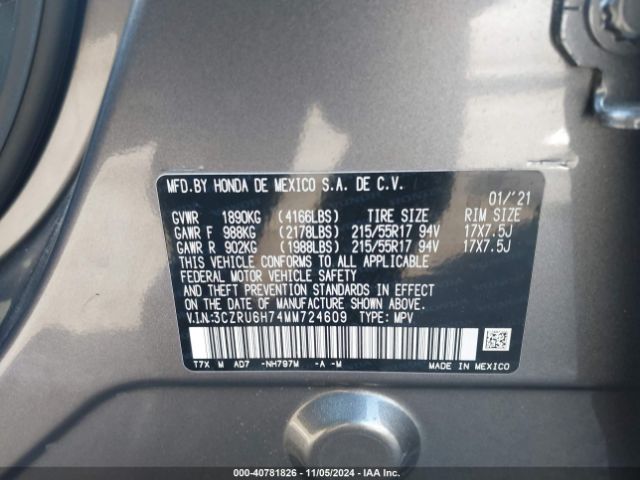 MFD.BY HONDA DE MEXICO S.A. DE C.V.
01/'21
GVWR 1890KG (4166LBS) TIRE SIZE RIM SIZE
GAWR F 988KG (2178LBS) 215/55R17 94V 17X7.5J
GAWR R 902KG (1988LBS) 215/55R17 94V 17X7.5J
THIS VEHICLE CONFORMS TO ALL APPLICABLE
FEDERAL MOTOR VEHICLE SAFETY
AND THEFT PREVENTION STANDARDS IN EFFECT
ON THE DATE OF MANUFACTURE SHOWN ABOVE.
V.I.N:3CZRU6H74MM724609 TYPE: MPV
T7X M AD7 -NH797M -A -M MADE IN MEXICO
000-40781826 - 11/05/2024 - IAA Inc.